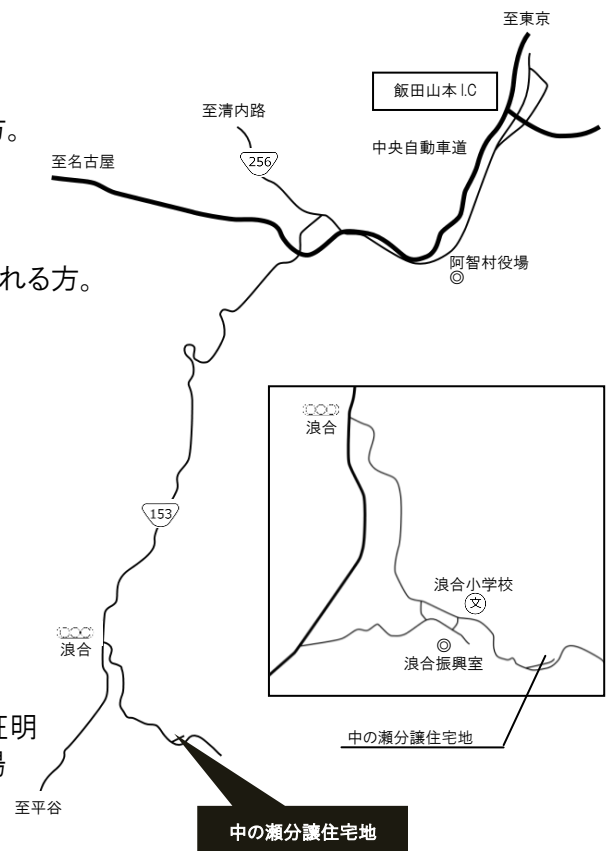 至東京
飯田山本I.C
至清内路
方。
中央自動車道
至名古屋
256
阿智村役場
れる方。
浪合
153
浪合小学校
文
浪合
浪合振興室
証明
中の瀬分譲住宅地
場
至平谷
中の瀬分譲住宅地